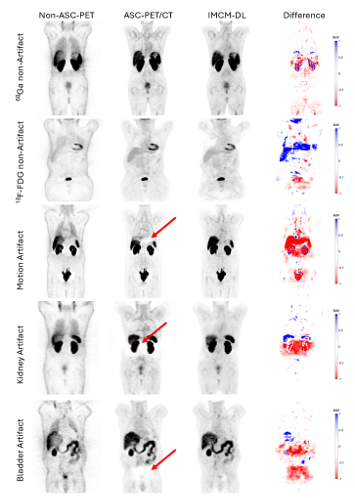 Non-ASC-PET ASC-PET/CT IMCM-DL Difference
⁶⁸Ga non-Artifact
¹⁸F-FDG non-Artifact
Motion Artifact
Kidney Artifact
Bladder Artifact